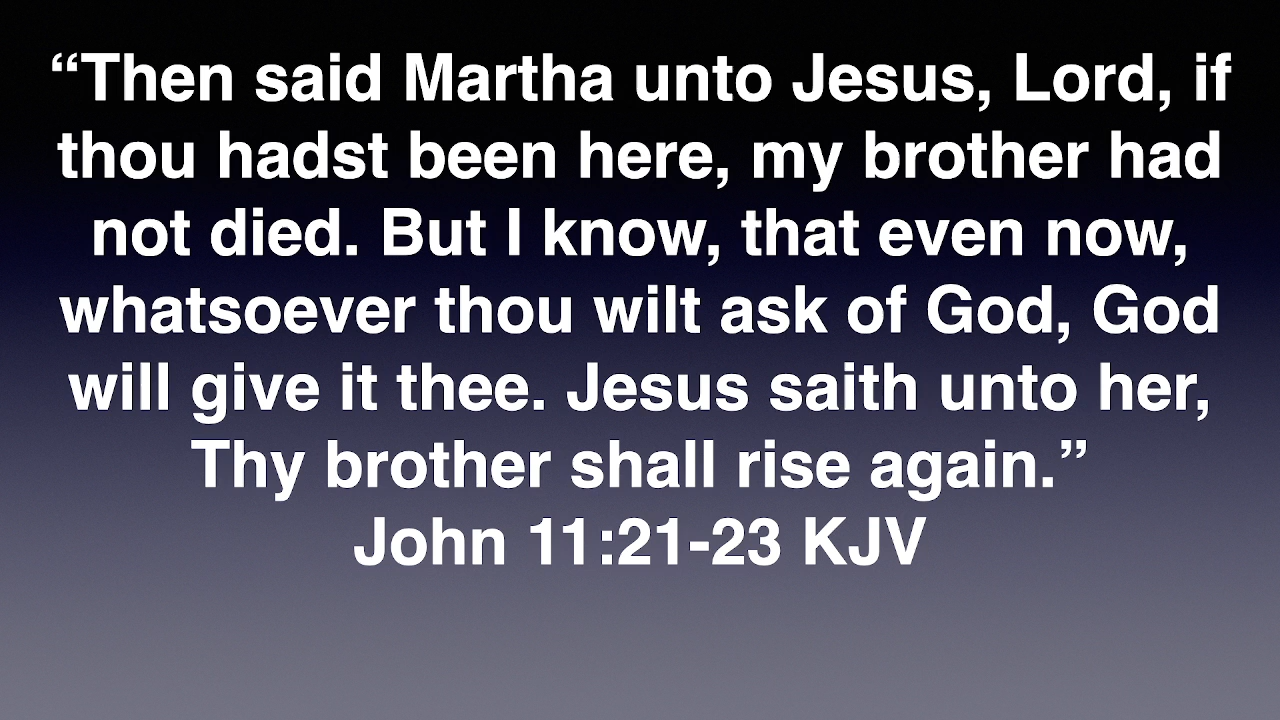 “Then said Martha unto Jesus, Lord, if
thou hadst been here, my brother had
not died. But I know, that even now,
whatsoever thou wilt ask of God, God
will give it thee. Jesus saith unto her,
Thy brother shall rise again.”
John 11:21-23 KJV